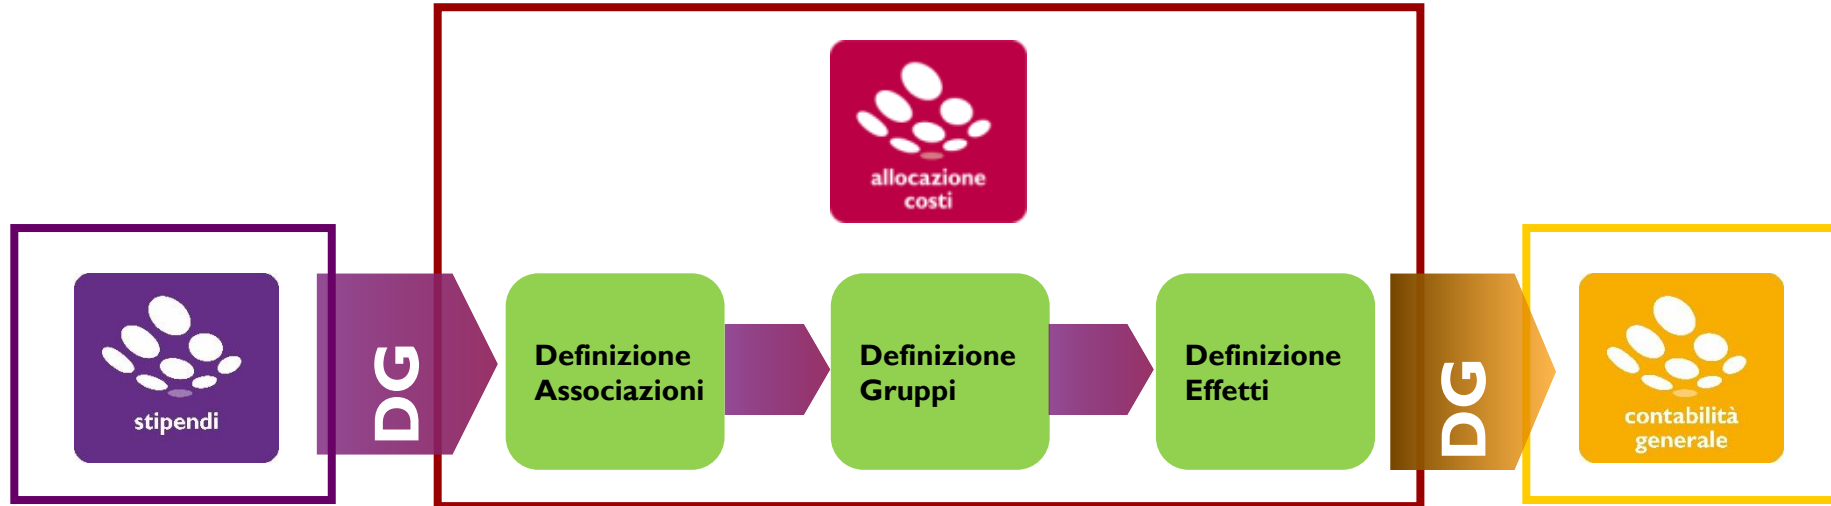 allocazione
costi
stipendi
DG
Definizione
Associazioni
Definizione
Gruppi
Definizione
Effetti
DG
contabilità
generale